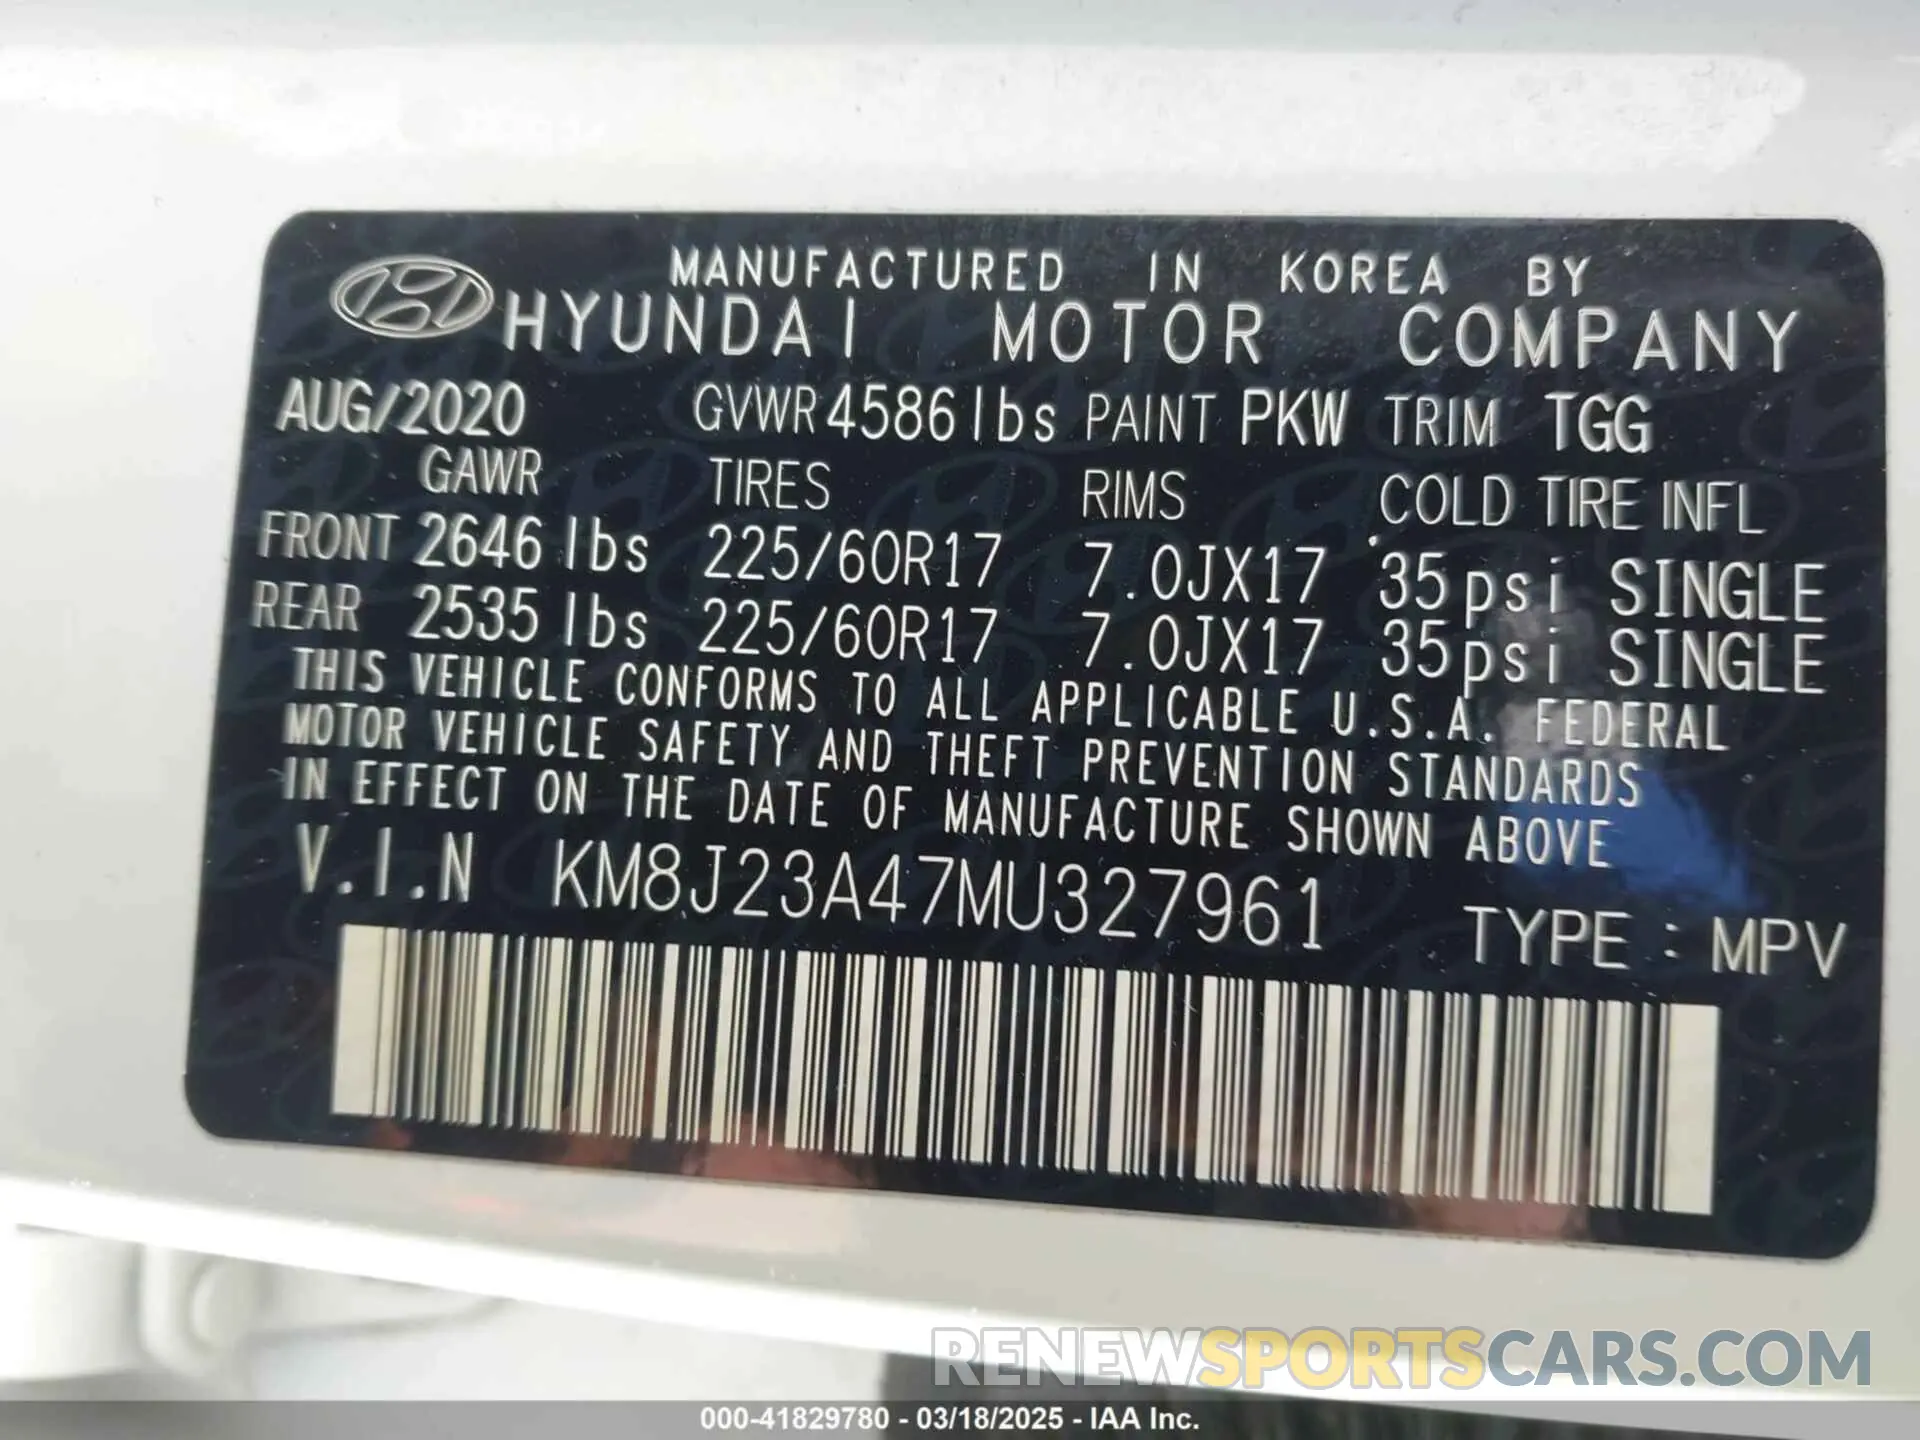 MANUFACTURED IN KOREA BY
HYUNDAI MOTOR COMPANY
AUG/2020 GVWR 4586 lbs PAINT PKW TRIM TGG
GAWR TIRES RIMS COLD TIRE INFL
FRONT 2646 lbs 225/60R17 7.0JX17 35psi SINGLE
REAR 2535 lbs 225/60R17 7.0JX17 35psi SINGLE
THIS VEHICLE CONFORMS TO ALL APPLICABLE U.S.A. FEDERAL
MOTOR VEHICLE SAFETY AND THEFT PREVENTION STANDARDS
IN EFFECT ON THE DATE OF MANUFACTURE SHOWN ABOVE
V.I.N KM8J23A47MU327961
TYPE : MPV
RENEWSPORTSCARS.COM
000-41829780 - 03/18/2025 - IAA Inc.